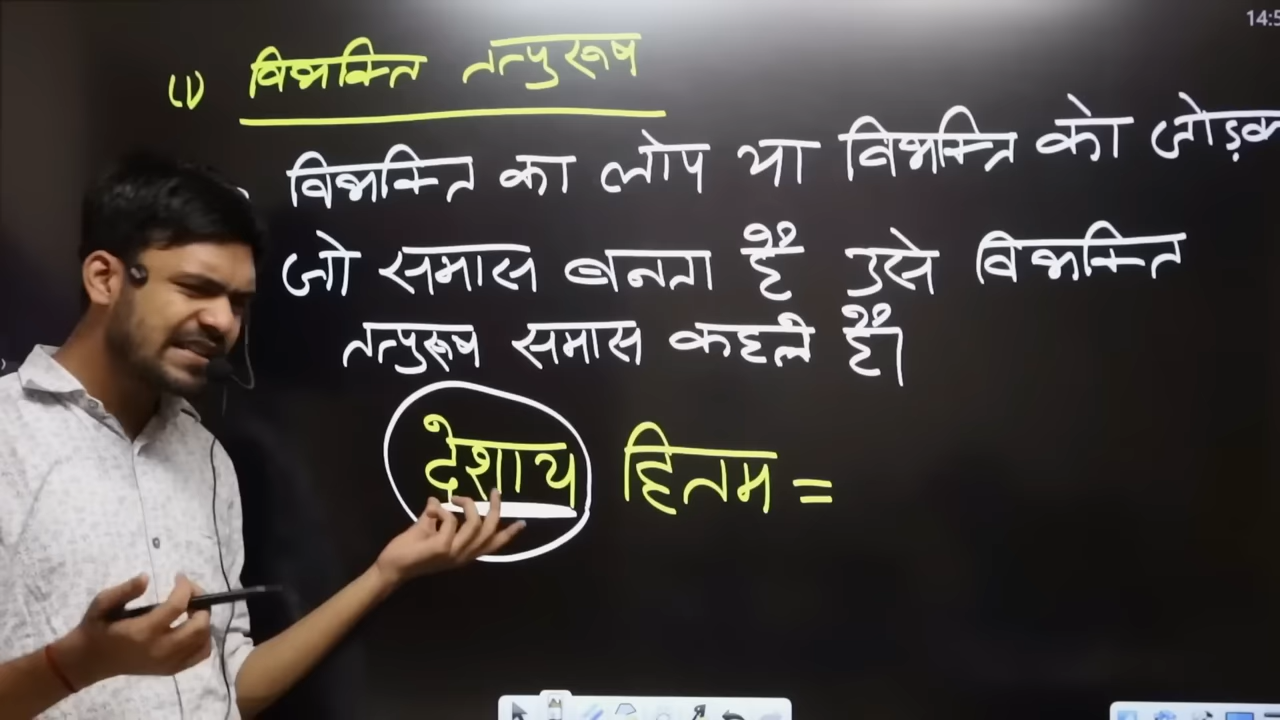 14:5
(1) विभक्ति तत्पुरूष
विभक्ति का लोप या विभक्ति को जोड़क
जो समास बनता हैं उसे विभक्ति
तत्पुरूष समास कहते हैं।
देशाय हितम =